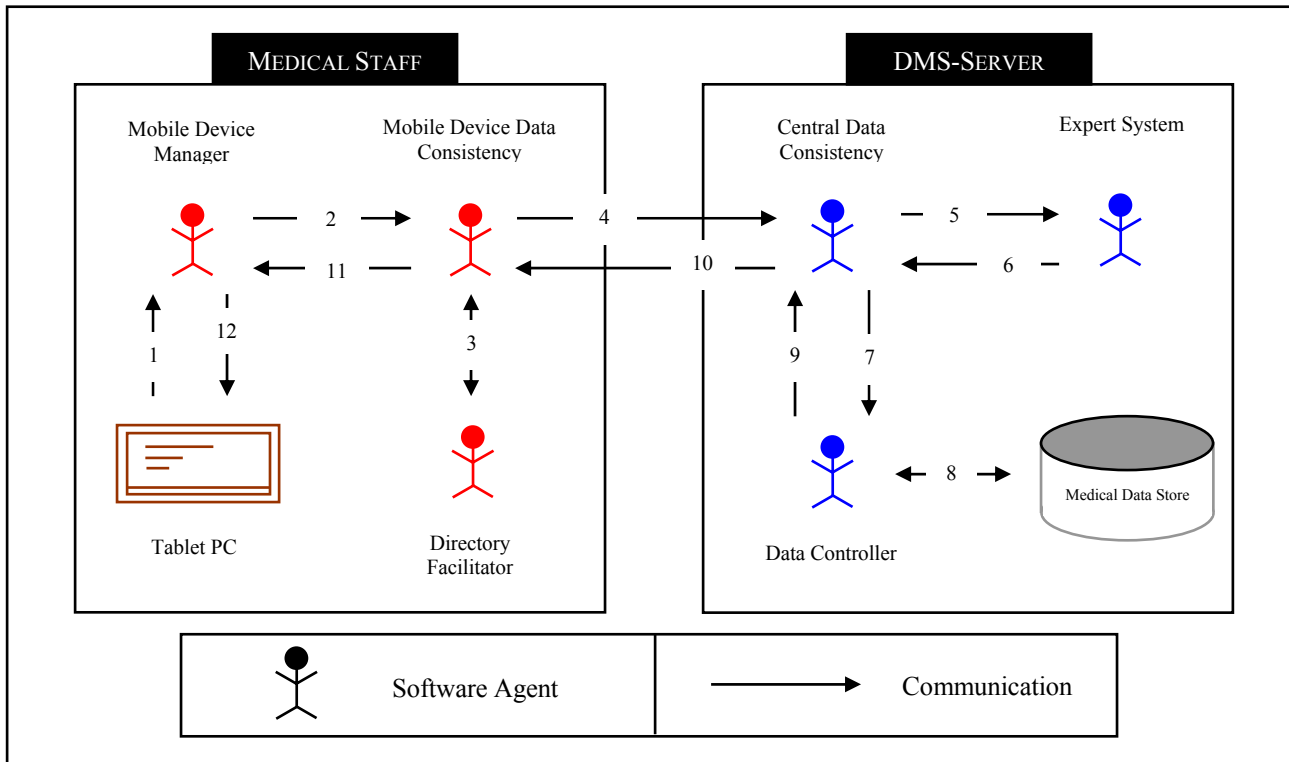 MEDICAL STAFF
DMS-SERVER
Mobile Device
Manager
Mobile Device Data
Consistency
Central Data
Consistency
Expert System
2
4
5
11
10
6
1
12
3
9
7
8
Medical Data Store
Tablet PC
Directory
Facilitator
Data Controller
Software Agent
Communication